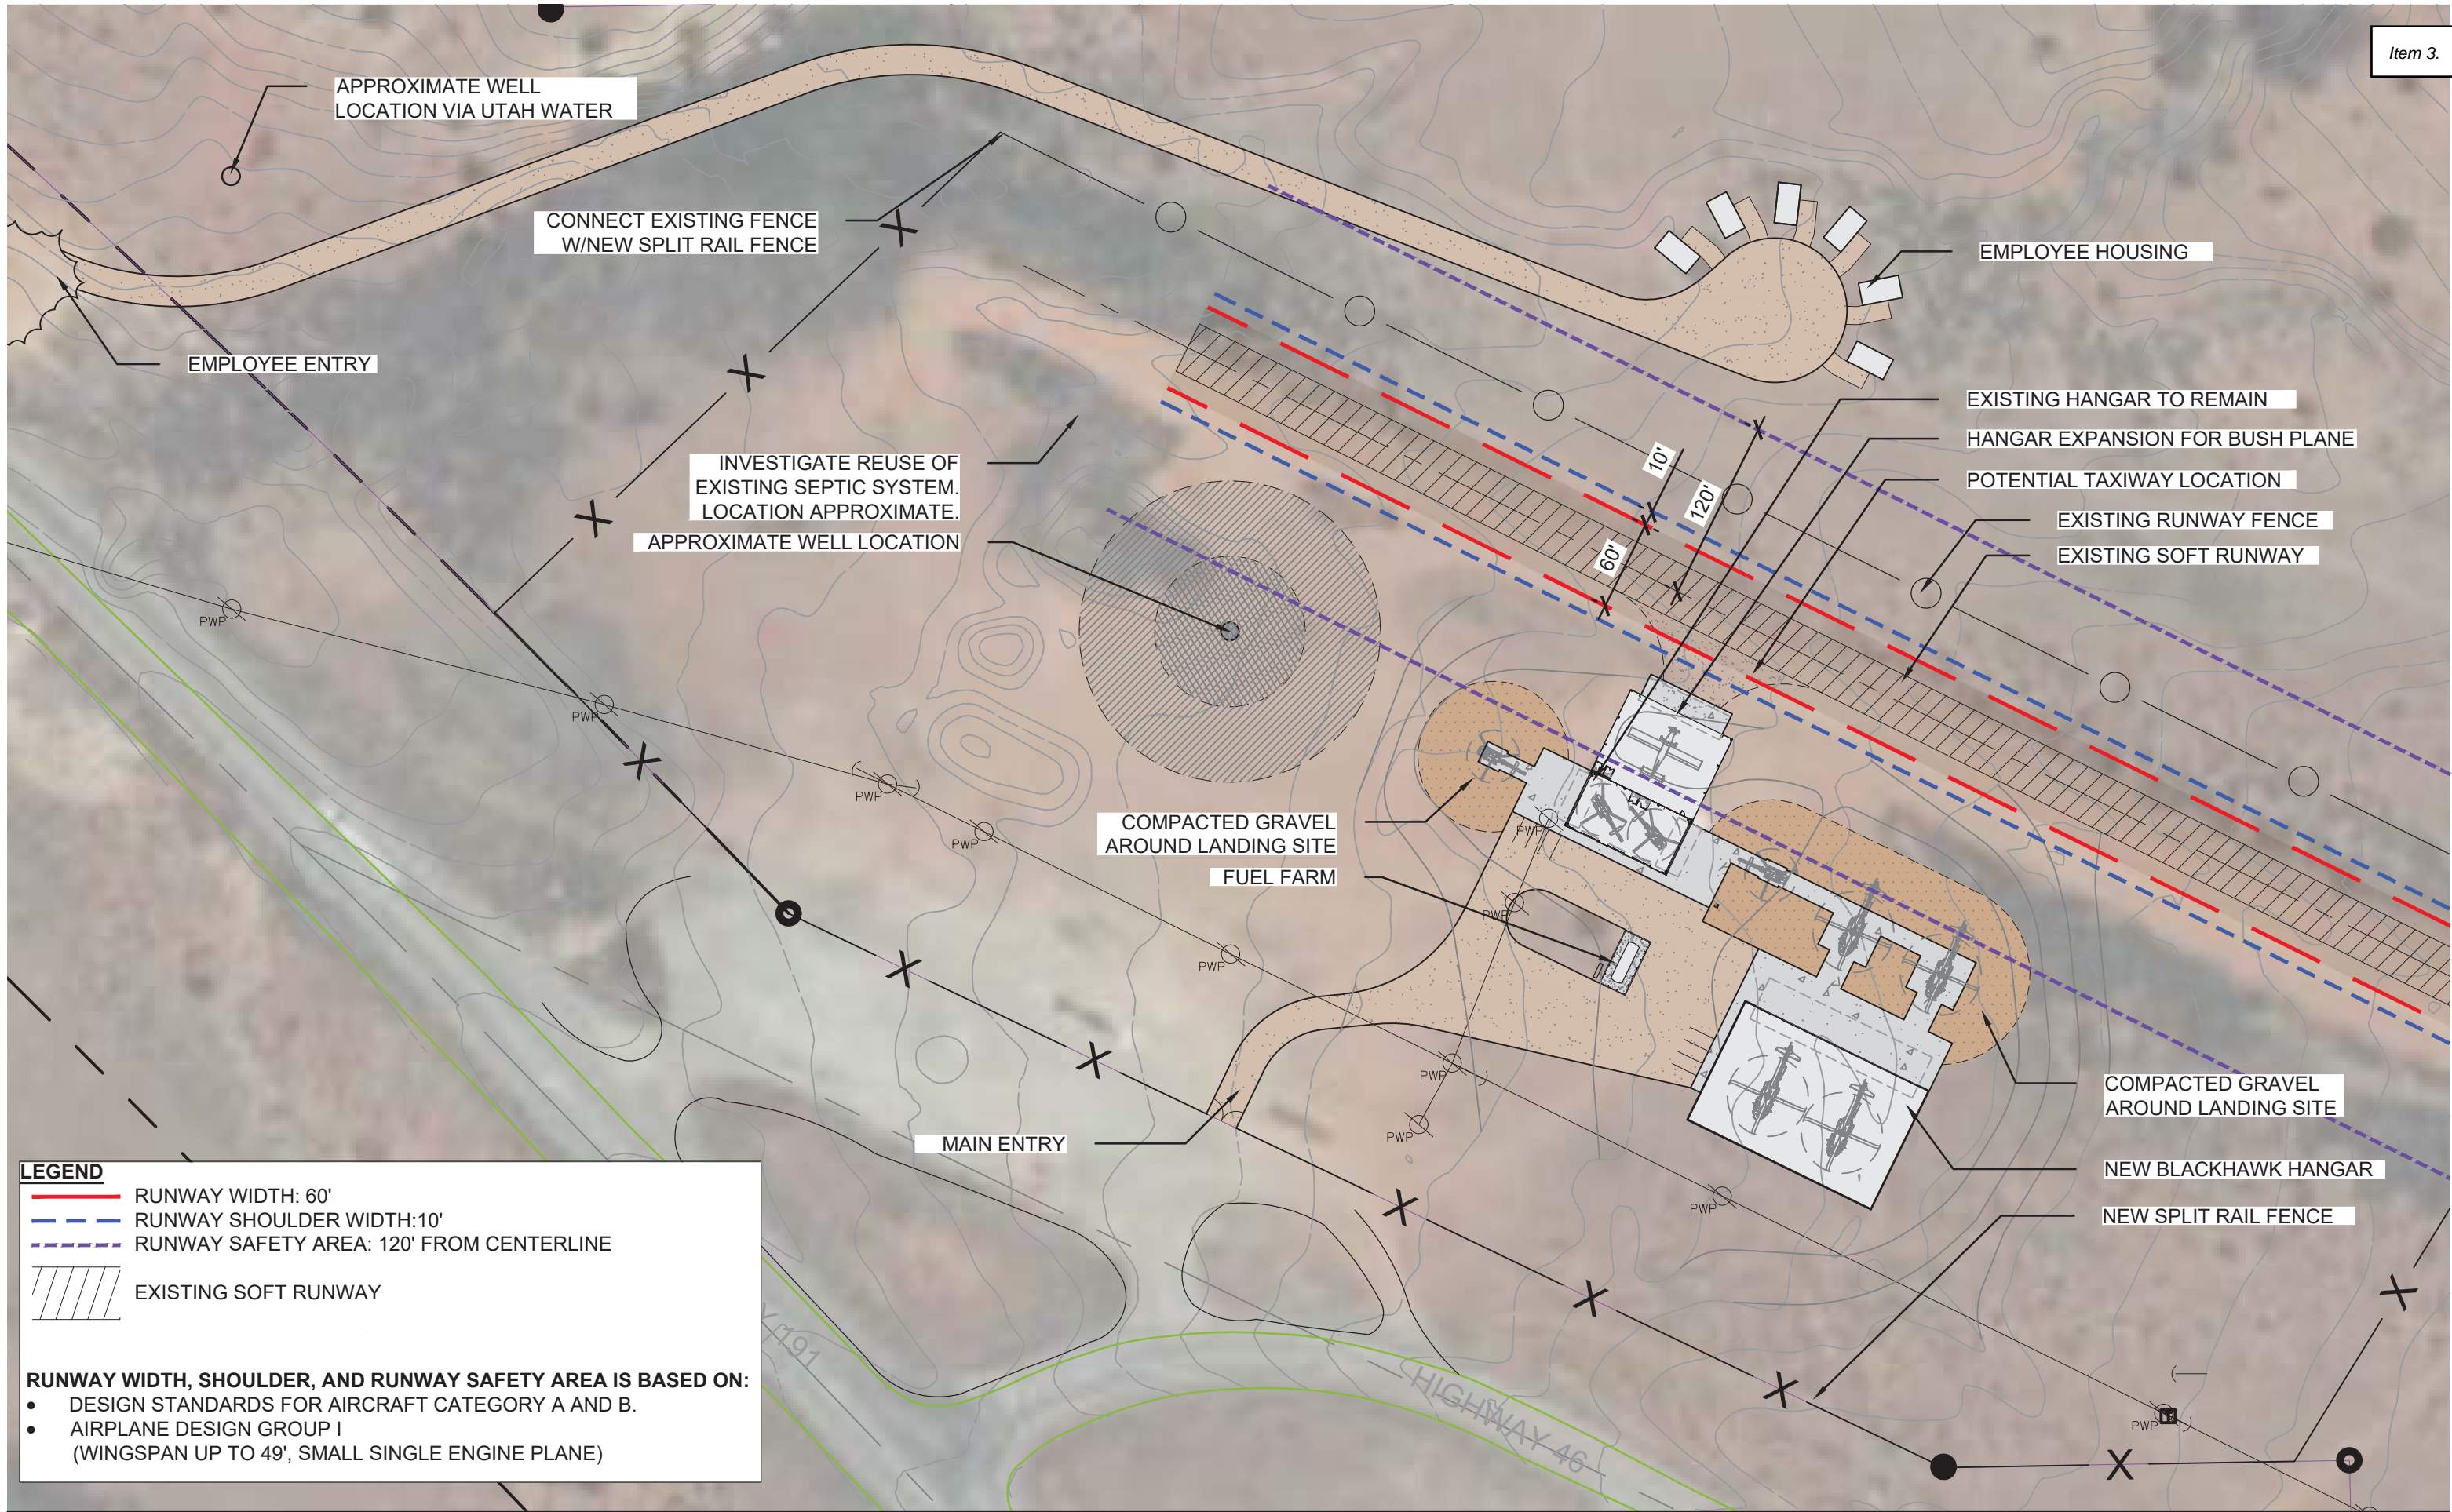 Item 3.
APPROXIMATE WELL
LOCATION VIA UTAH WATER
CONNECT EXISTING FENCE
W/NEW SPLIT RAIL FENCE
EMPLOYEE HOUSING
EMPLOYEE ENTRY
EXISTING HANGAR TO REMAIN
HANGAR EXPANSION FOR BUSH PLANE
POTENTIAL TAXIWAY LOCATION
EXISTING RUNWAY FENCE
EXISTING SOFT RUNWAY
10'
120'
60'
INVESTIGATE REUSE OF
EXISTING SEPTIC SYSTEM.
LOCATION APPROXIMATE.
APPROXIMATE WELL LOCATION
PWP
PWP
PWP
PWP
PWP
PWP
PWP
PWP
PWP
PWP
PWP
COMPACTED GRAVEL
AROUND LANDING SITE
FUEL FARM
MAIN ENTRY
COMPACTED GRAVEL
AROUND LANDING SITE
NEW BLACKHAWK HANGAR
NEW SPLIT RAIL FENCE
191
HIGHWAY 46
LEGEND
RUNWAY WIDTH: 60'
RUNWAY SHOULDER WIDTH:10'
RUNWAY SAFETY AREA: 120' FROM CENTERLINE
EXISTING SOFT RUNWAY
RUNWAY WIDTH, SHOULDER, AND RUNWAY SAFETY AREA IS BASED ON:
• DESIGN STANDARDS FOR AIRCRAFT CATEGORY A AND B.
• AIRPLANE DESIGN GROUP I
(WINGSPAN UP TO 49', SMALL SINGLE ENGINE PLANE)